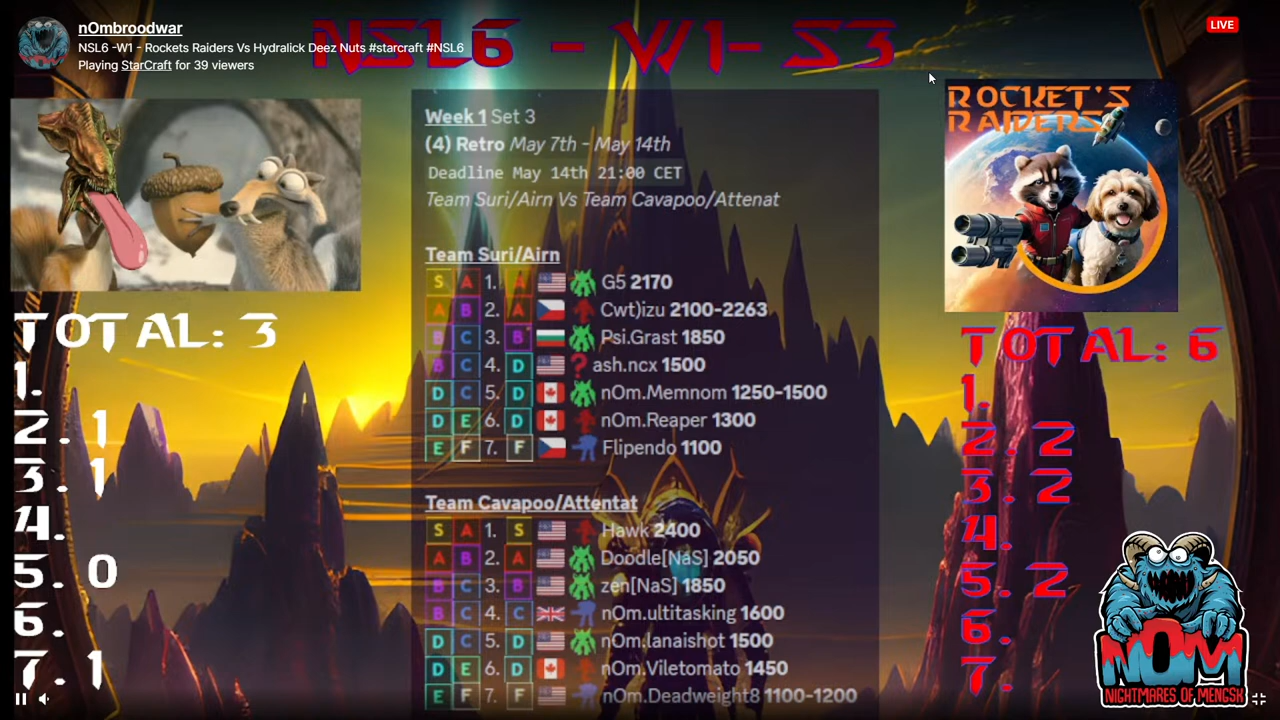 nOmbroodwar
NSL6 -W1 - Rockets Raiders Vs Hydralick Deez Nuts #starcraft #NSL6
Playing StarCraft for 39 viewers
LIVE
NSL6 - W1- S3
ROCKET'S
RAIDERS
Week 1 Set 3
(4) Retro May 7th - May 14th
Deadline May 14th 21:00 CET
Team Suri/Airn Vs Team Cavapoo/Attenat
Team Suri/Airn
S A 1. A G5 2170
A B 2. A Cwt)izu 2100-2263
B C 3. B Psi.Grast 1850
B C 4. D ? ash.ncx 1500
D C 5. D nOm.Memnom 1250-1500
D E 6. D nOm.Reaper 1300
E F 7. F Flipendo 1100
Team Cavapoo/Attentat
S A 1. S Hawk 2400
A B 2. A Doodle[NaS] 2050
B C 3. B zen[NaS] 1850
B C 4. C nOm.ultitasking 1600
D C 5. D nOm.lanaishot 1500
D E 6. D nOm.Viletomato 1450
E F 7. F nOm.Deadweight8 1100-1200
TOTAL: 3
1.
2. 1
3. 1
4.
5. 0
6.
7. 1
TOTAL: 6
1.
2. 2
3. 2
4.
5. 2
6.
7.
NOM
NIGHTMARES OF MENGSK